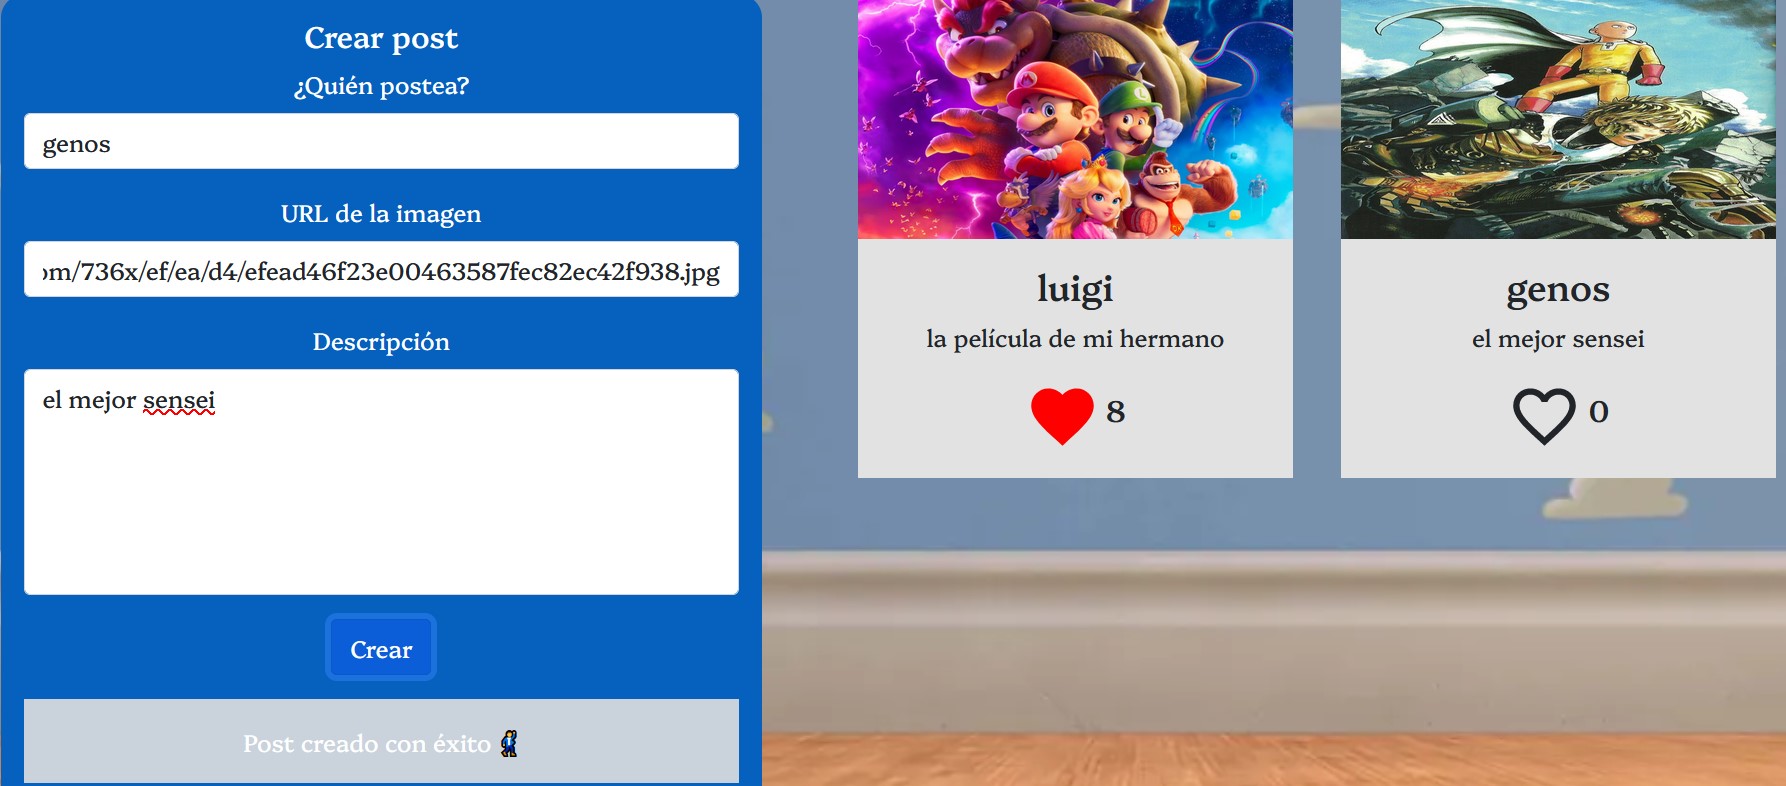 Crear post
¿Quién postea?
genos
URL de la imagen
om/736x/ef/ea/d4/efead46f23e00463587fec82ec42f938.jpg
Descripción
el mejor sensei
Crear
Post creado con éxito
luigi
la película de mi hermano
8
genos
el mejor sensei
0